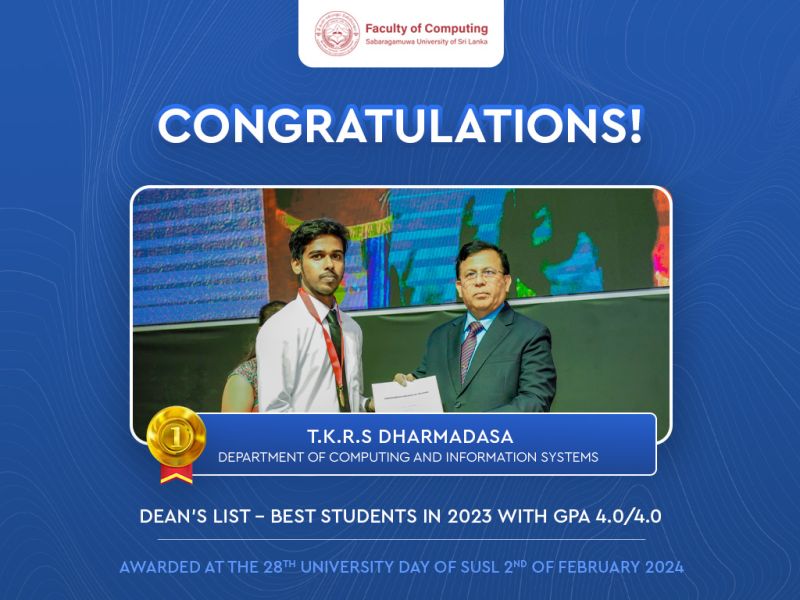 Faculty of Computing
Sabaragamuwa University of Sri Lanka
CONGRATULATIONS!
1
T.K.R.S DHARMADASA
DEPARTMENT OF COMPUTING AND INFORMATION SYSTEMS
DEAN'S LIST – BEST STUDENTS IN 2023 WITH GPA 4.0/4.0
AWARDED AT THE 28TH UNIVERSITY DAY OF SUSL 2ND OF FEBRUARY 2024